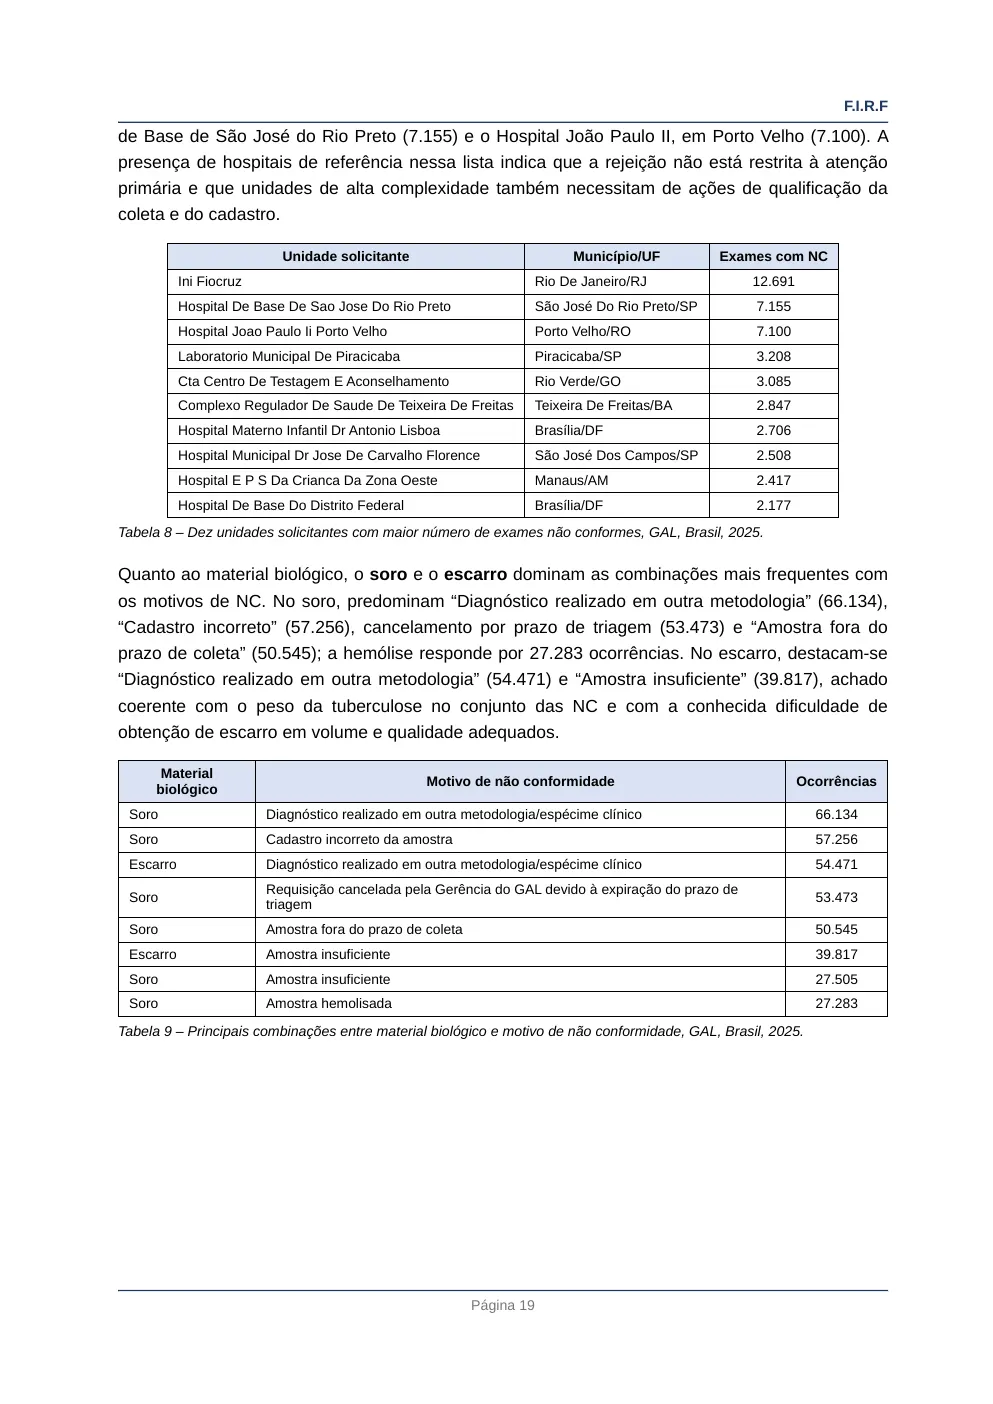 F.I.R.F
de Base de São José do Rio Preto (7.155) e o Hospital João Paulo II, em Porto Velho (7.100). A
presença de hospitais de referência nessa lista indica que a rejeição não está restrita à atenção
primária e que unidades de alta complexidade também necessitam de ações de qualificação da
coleta e do cadastro.
Unidade solicitante Município/UF Exames com NC
Ini Fiocruz Rio De Janeiro/RJ 12.691
Hospital De Base De Sao Jose Do Rio Preto São José Do Rio Preto/SP 7.155
Hospital Joao Paulo Ii Porto Velho Porto Velho/RO 7.100
Laboratorio Municipal De Piracicaba Piracicaba/SP 3.208
Cta Centro De Testagem E Aconselhamento Rio Verde/GO 3.085
Complexo Regulador De Saude De Teixeira De Freitas Teixeira De Freitas/BA 2.847
Hospital Materno Infantil Dr Antonio Lisboa Brasília/DF 2.706
Hospital Municipal Dr Jose De Carvalho Florence São José Dos Campos/SP 2.508
Hospital E P S Da Crianca Da Zona Oeste Manaus/AM 2.417
Hospital De Base Do Distrito Federal Brasília/DF 2.177
Tabela 8 – Dez unidades solicitantes com maior número de exames não conformes, GAL, Brasil, 2025.
Quanto ao material biológico, o soro e o escarro dominam as combinações mais frequentes com
os motivos de NC. No soro, predominam “Diagnóstico realizado em outra metodologia” (66.134),
“Cadastro incorreto” (57.256), cancelamento por prazo de triagem (53.473) e “Amostra fora do
prazo de coleta” (50.545); a hemólise responde por 27.283 ocorrências. No escarro, destacam-se
“Diagnóstico realizado em outra metodologia” (54.471) e “Amostra insuficiente” (39.817), achado
coerente com o peso da tuberculose no conjunto das NC e com a conhecida dificuldade de
obtenção de escarro em volume e qualidade adequados.
Material
biológico Motivo de não conformidade Ocorrências
Soro Diagnóstico realizado em outra metodologia/espécime clínico 66.134
Soro Cadastro incorreto da amostra 57.256
Escarro Diagnóstico realizado em outra metodologia/espécime clínico 54.471
Soro Requisição cancelada pela Gerência do GAL devido à expiração do prazo de
triagem 53.473
Soro Amostra fora do prazo de coleta 50.545
Escarro Amostra insuficiente 39.817
Soro Amostra insuficiente 27.505
Soro Amostra hemolisada 27.283
Tabela 9 – Principais combinações entre material biológico e motivo de não conformidade, GAL, Brasil, 2025.
Página 19